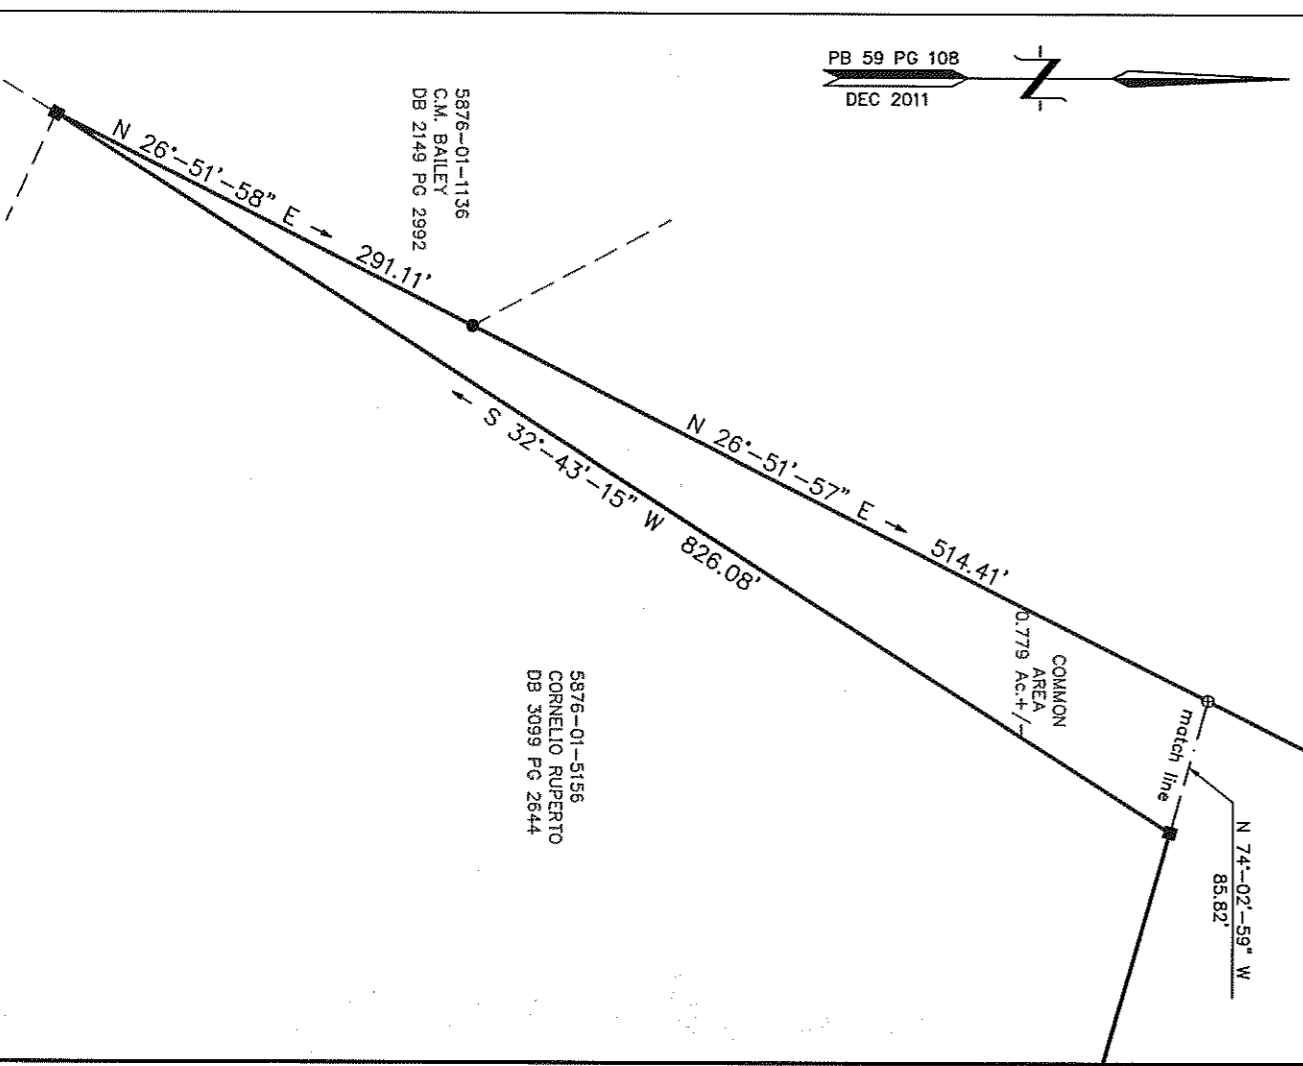 PB 59 PG 108
DEC 2011
5876-01-1136
C.M. BAILEY
DB 2149 PG 2992
N 26°-51'-58" E
291.11'
N 26°-51'-57" E
514.41'
S 32°-43'-15" W 826.08'
COMMON
AREA
0.779 Ac.+/-
match line
N 74°-02'-59" W
85.82'
5876-01-5156
CORNELIO RUPERTO
DB 3099 PG 2644